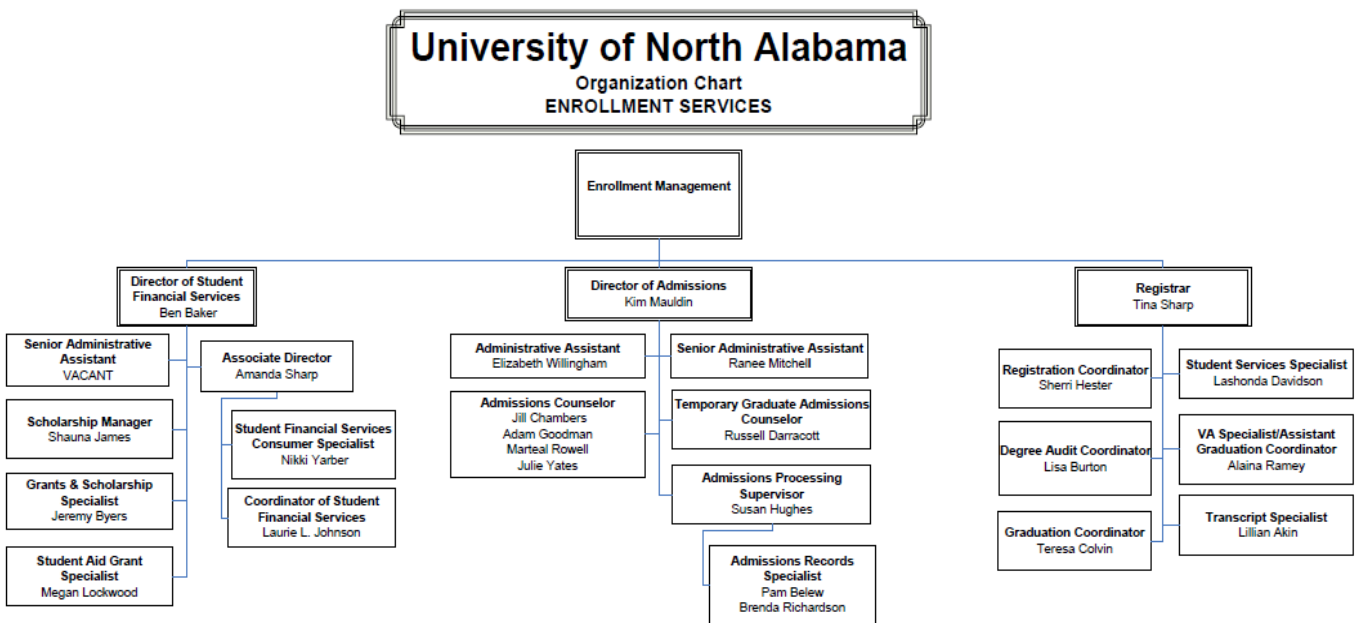 University of North Alabama
Organization Chart
ENROLLMENT SERVICES
Enrollment Management
Director of Student
Financial Services
Ben Baker
Senior Administrative
Assistant
VACANT
Associate Director
Amanda Sharp
Scholarship Manager
Shauna James
Student Financial Services
Consumer Specialist
Nikki Yarber
Grants & Scholarship
Specialist
Jeremy Byers
Coordinator of Student
Financial Services
Laurie L. Johnson
Student Aid Grant
Specialist
Megan Lockwood
Director of Admissions
Kim Mauldin
Administrative Assistant
Elizabeth Willingham
Senior Administrative Assistant
Ranee Mitchell
Admissions Counselor
Jill Chambers
Adam Goodman
Marteal Rowell
Julie Yates
Temporary Graduate Admissions
Counselor
Russell Darracott
Admissions Processing
Supervisor
Susan Hughes
Admissions Records
Specialist
Pam Belew
Brenda Richardson
Registrar
Tina Sharp
Registration Coordinator
Sherri Hester
Student Services Specialist
Lashonda Davidson
Degree Audit Coordinator
Lisa Burton
VA Specialist/Assistant
Graduation Coordinator
Alaina Ramey
Graduation Coordinator
Teresa Colvin
Transcript Specialist
Lillian Akin